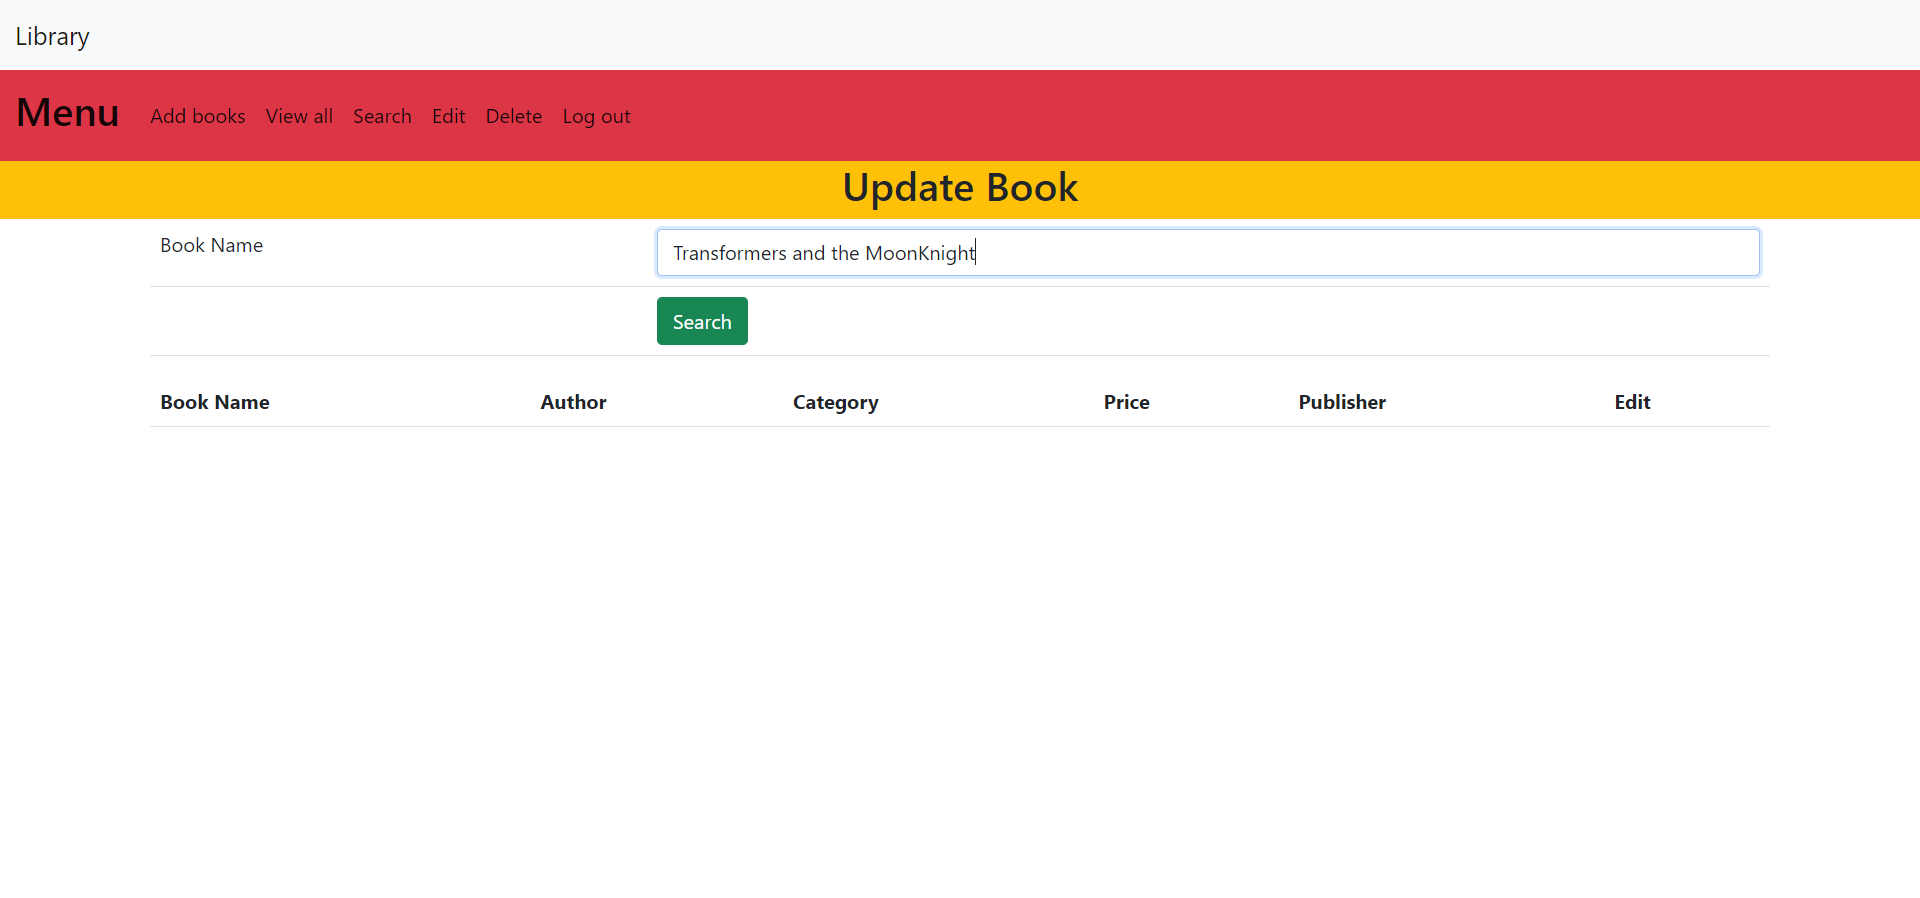 Library
Menu Add books View all Search Edit Delete Log out
Update Book
Book Name Transformers and the MoonKnight
Search
Book Name Author Category Price Publisher Edit